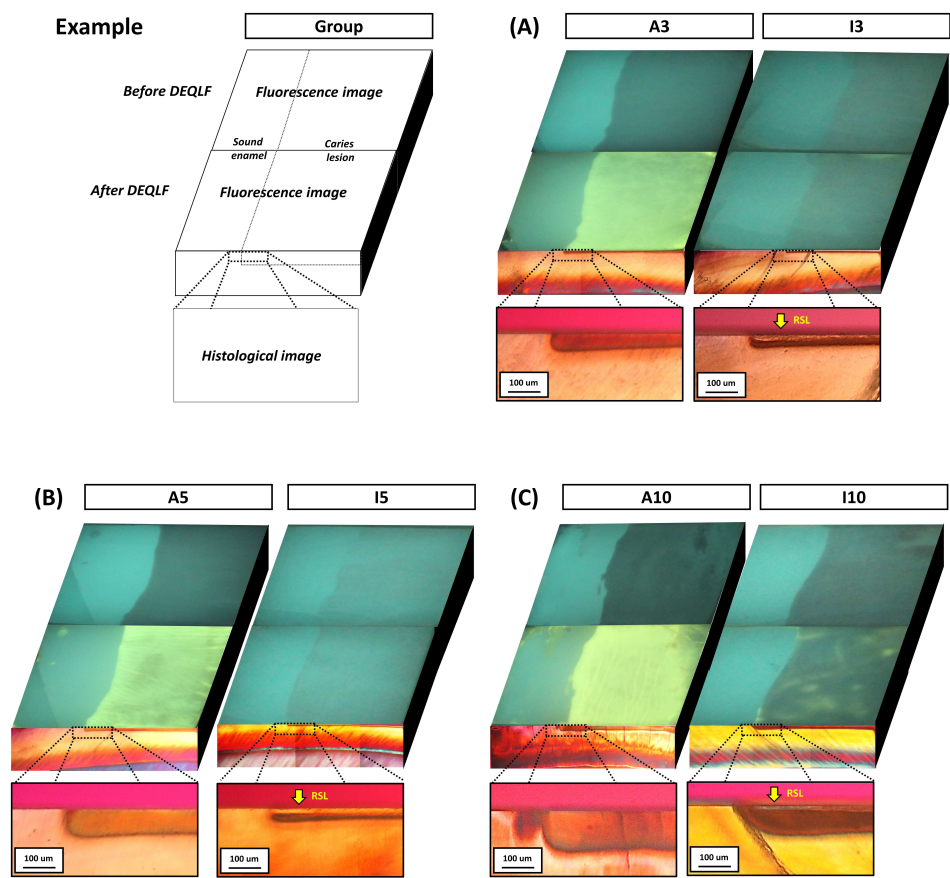 Example
Group
Before DEQLF
Fluorescence image
Sound
enamel
Caries
lesion
After DEQLF
Fluorescence image
Histological image
(A)
A3
I3
RSL
100 um
100 um
(B)
A5
I5
RSL
100 um
100 um
(C)
A10
I10
RSL
100 um
100 um